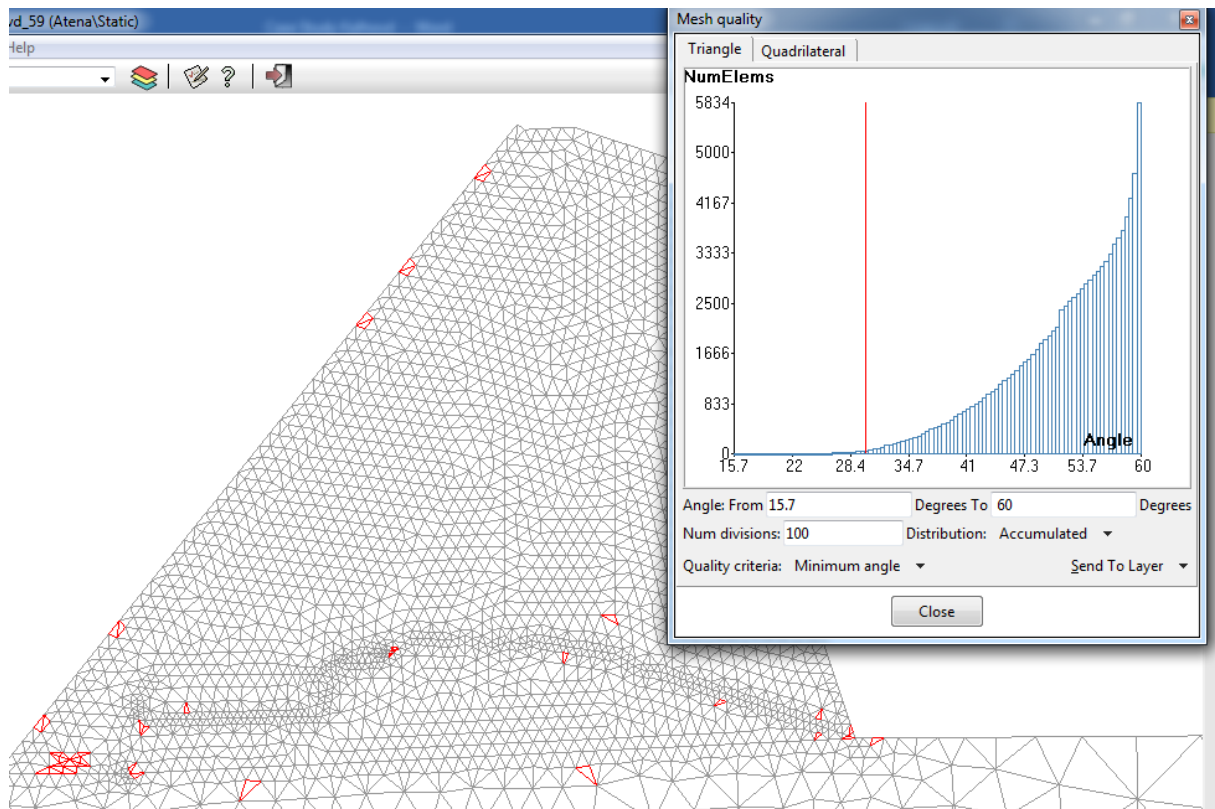 vd_59 (Atena\Static)
Help
Mesh quality
Triangle
Quadrilateral
NumElems
5834
5000
4167
3333
2500
1666
833
0
Angle
15.7 22 28.4 34.7 41 47.3 53.7 60
Angle: From 15.7 Degrees To 60 Degrees
Num divisions: 100 Distribution: Accumulated
Quality criteria: Minimum angle Send To Layer
Close